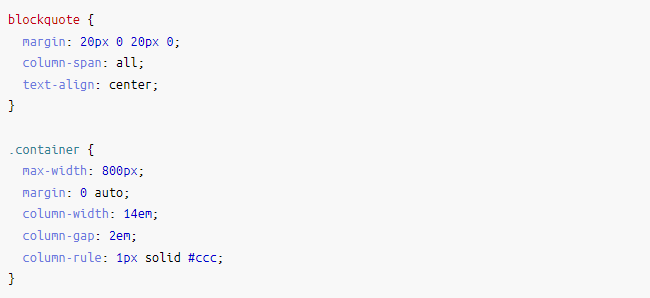 blockquote {
  margin: 20px 0 20px 0;
  column-span: all;
  text-align: center;
}

.container {
  max-width: 800px;
  margin: 0 auto;
  column-width: 14em;
  column-gap: 2em;
  column-rule: 1px solid #ccc;
}